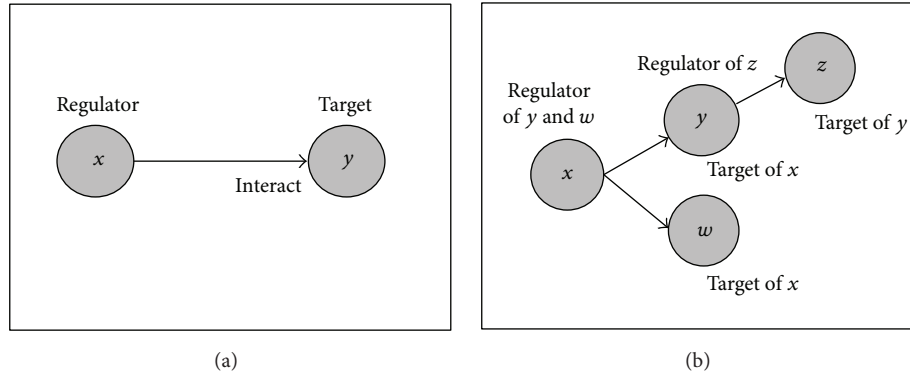 Regulator
Target
x
y
Interact
(a)
Regulator of z
z
Regulator
of y and w
y
Target of y
x
Target of x
w
Target of x
(b)